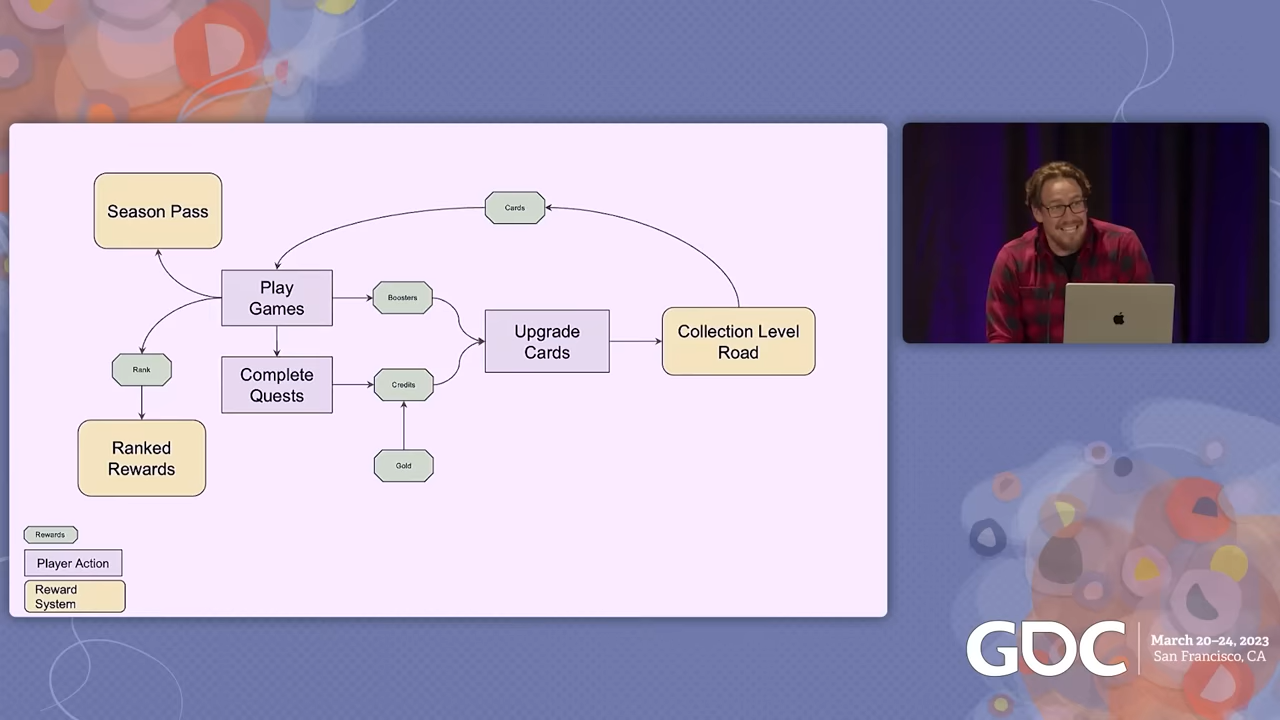 Season Pass
Cards
Play
Games
Boosters
Upgrade
Cards
Collection Level
Road
Rank
Complete
Quests
Credits
Ranked
Rewards
Gold
Rewards
Player Action
Reward
System
GDC
March 20–24, 2023
San Francisco, CA